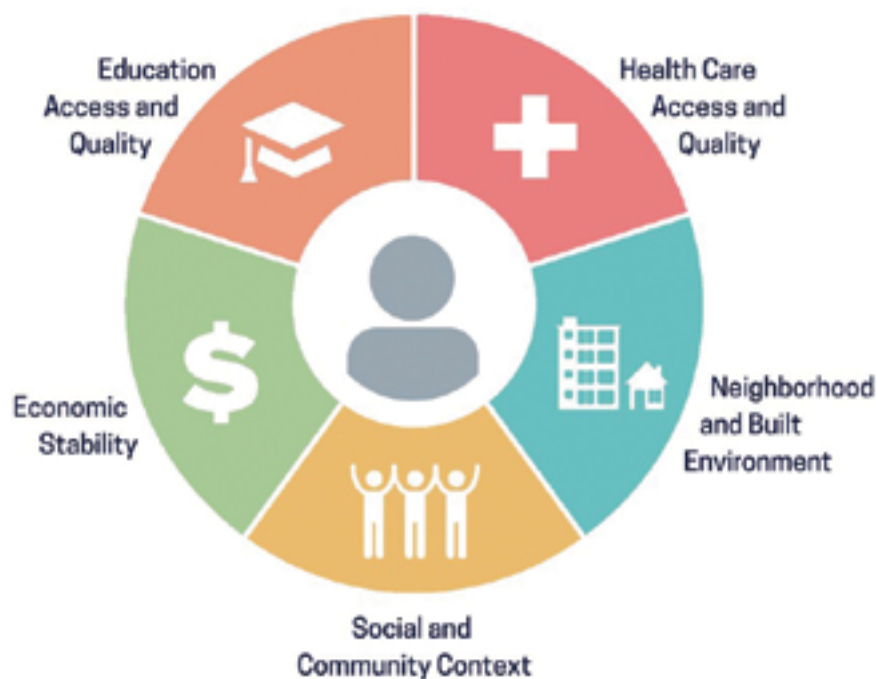 Education
Access and
Quality
Health Care
Access and
Quality
$
Economic
Stability
Neighborhood
and Built
Environment
Social and
Community Context